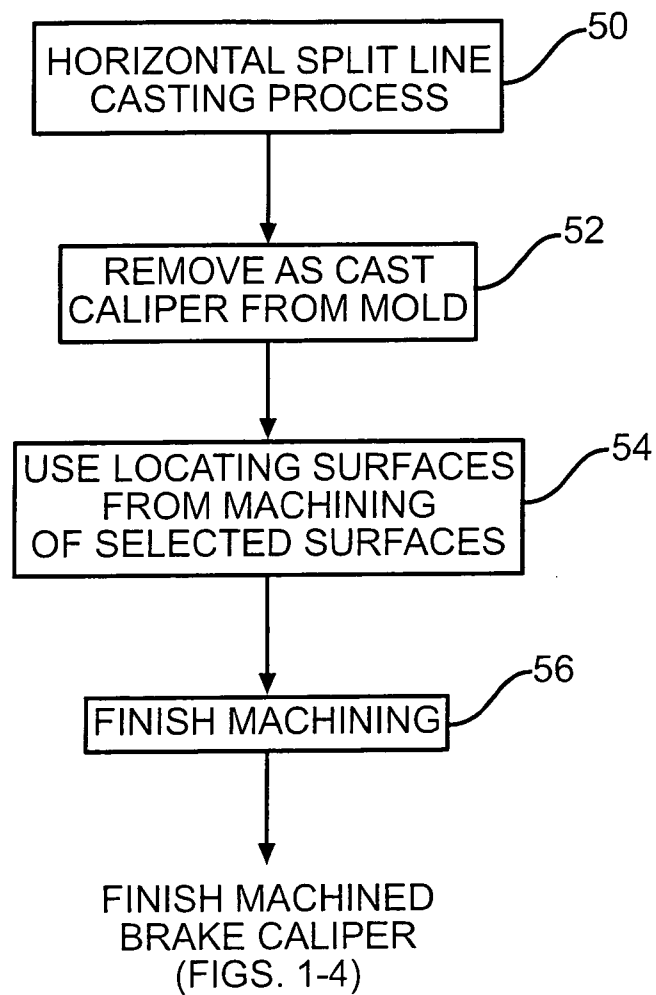 50
HORIZONTAL SPLIT LINE
CASTING PROCESS
52
REMOVE AS CAST
CALIPER FROM MOLD
54
USE LOCATING SURFACES
FROM MACHINING
OF SELECTED SURFACES
56
FINISH MACHINING
FINISH MACHINED
BRAKE CALIPER
(FIGS. 1-4)